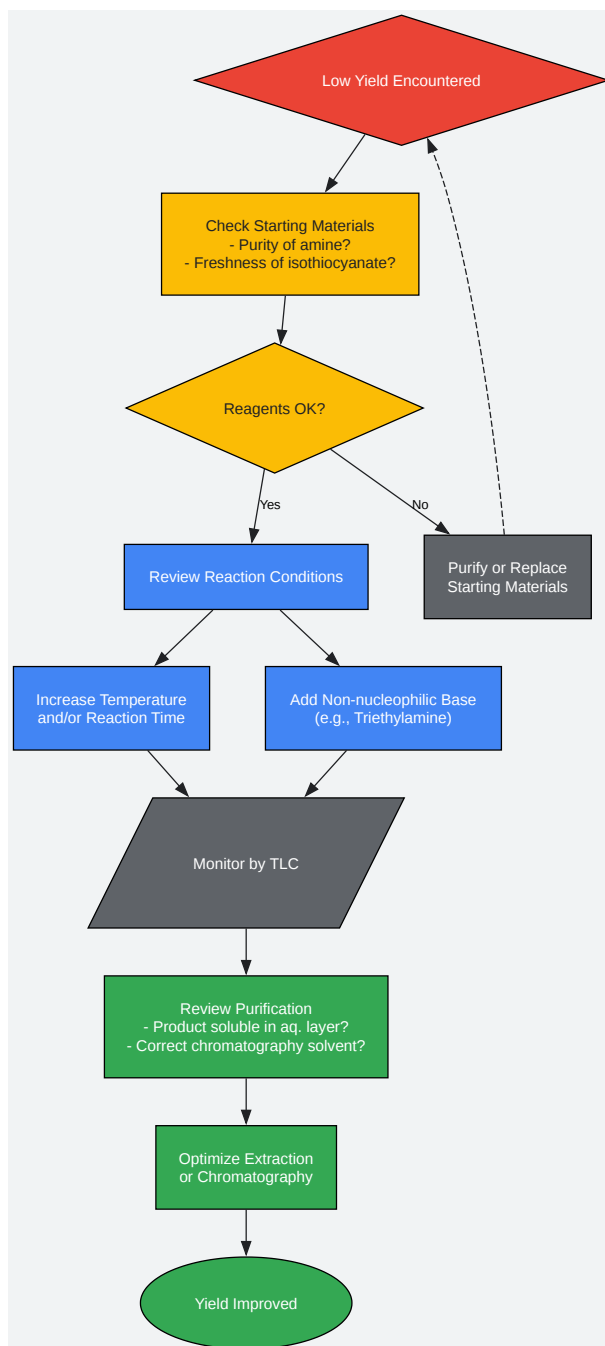 Low Yield Encountered
Check Starting Materials
- Purity of amine?
- Freshness of isothiocyanate?
Reagents OK?
Yes
No
Review Reaction Conditions
Purify or Replace
Starting Materials
Increase Temperature
and/or Reaction Time
Add Non-nucleophilic Base
(e.g., Triethylamine)
Monitor by TLC
Review Purification
- Product soluble in aq. layer?
- Correct chromatography solvent?
Optimize Extraction
or Chromatography
Yield Improved